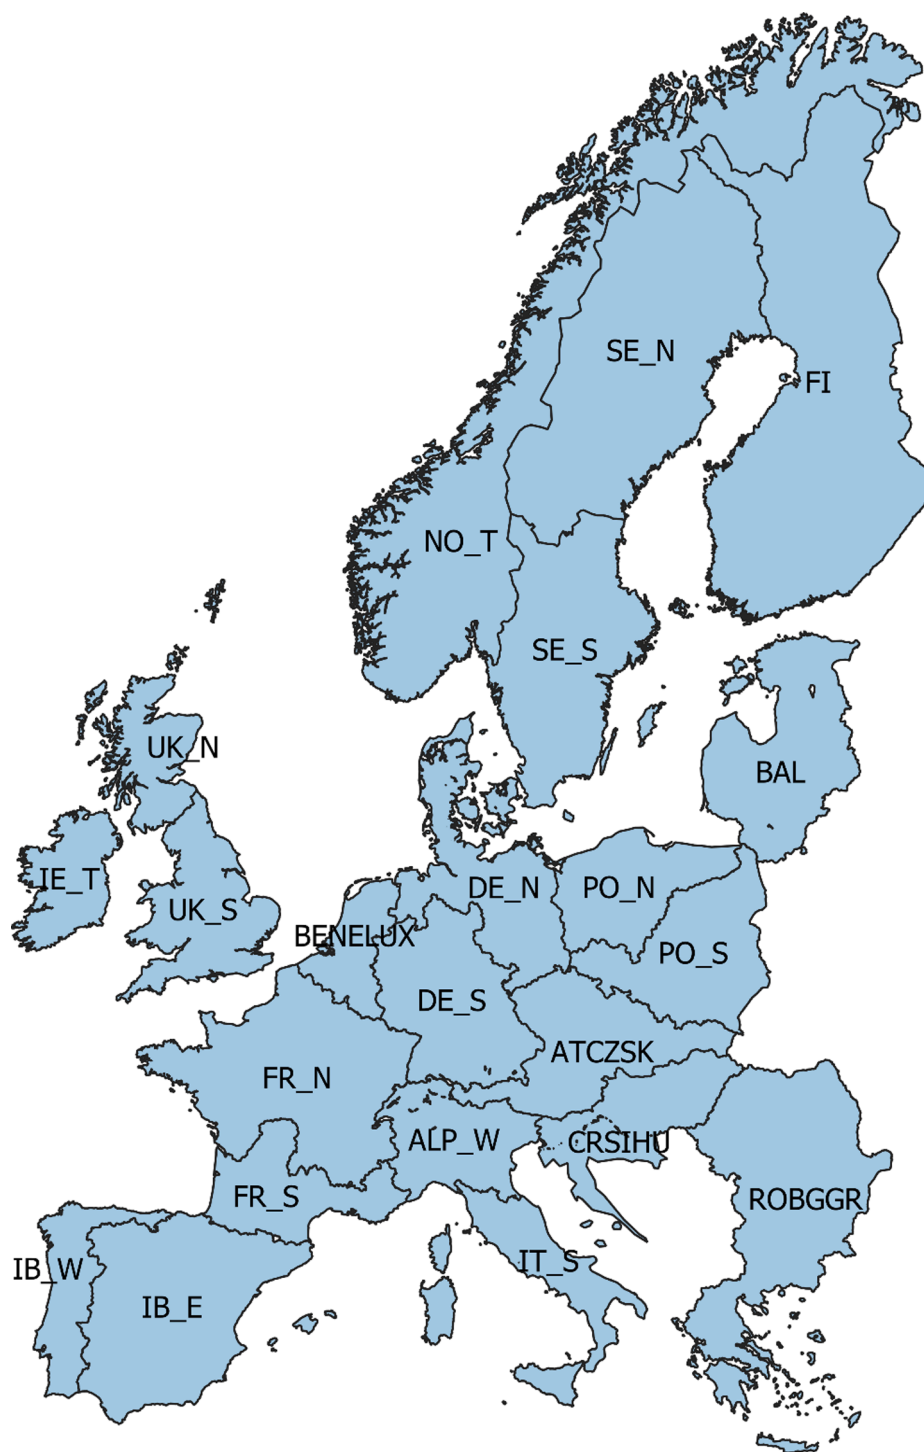 SE_N
FI
NO_T
SE_S
UK_N
BAL
IE_T
UK_S
DE_N
PO_N
BENELUX
PO_S
DE_S
ATCZSK
FR_N
ALP_W
CRSIHU
FR_S
ROBGGR
IB_W
IT_S
IB_E